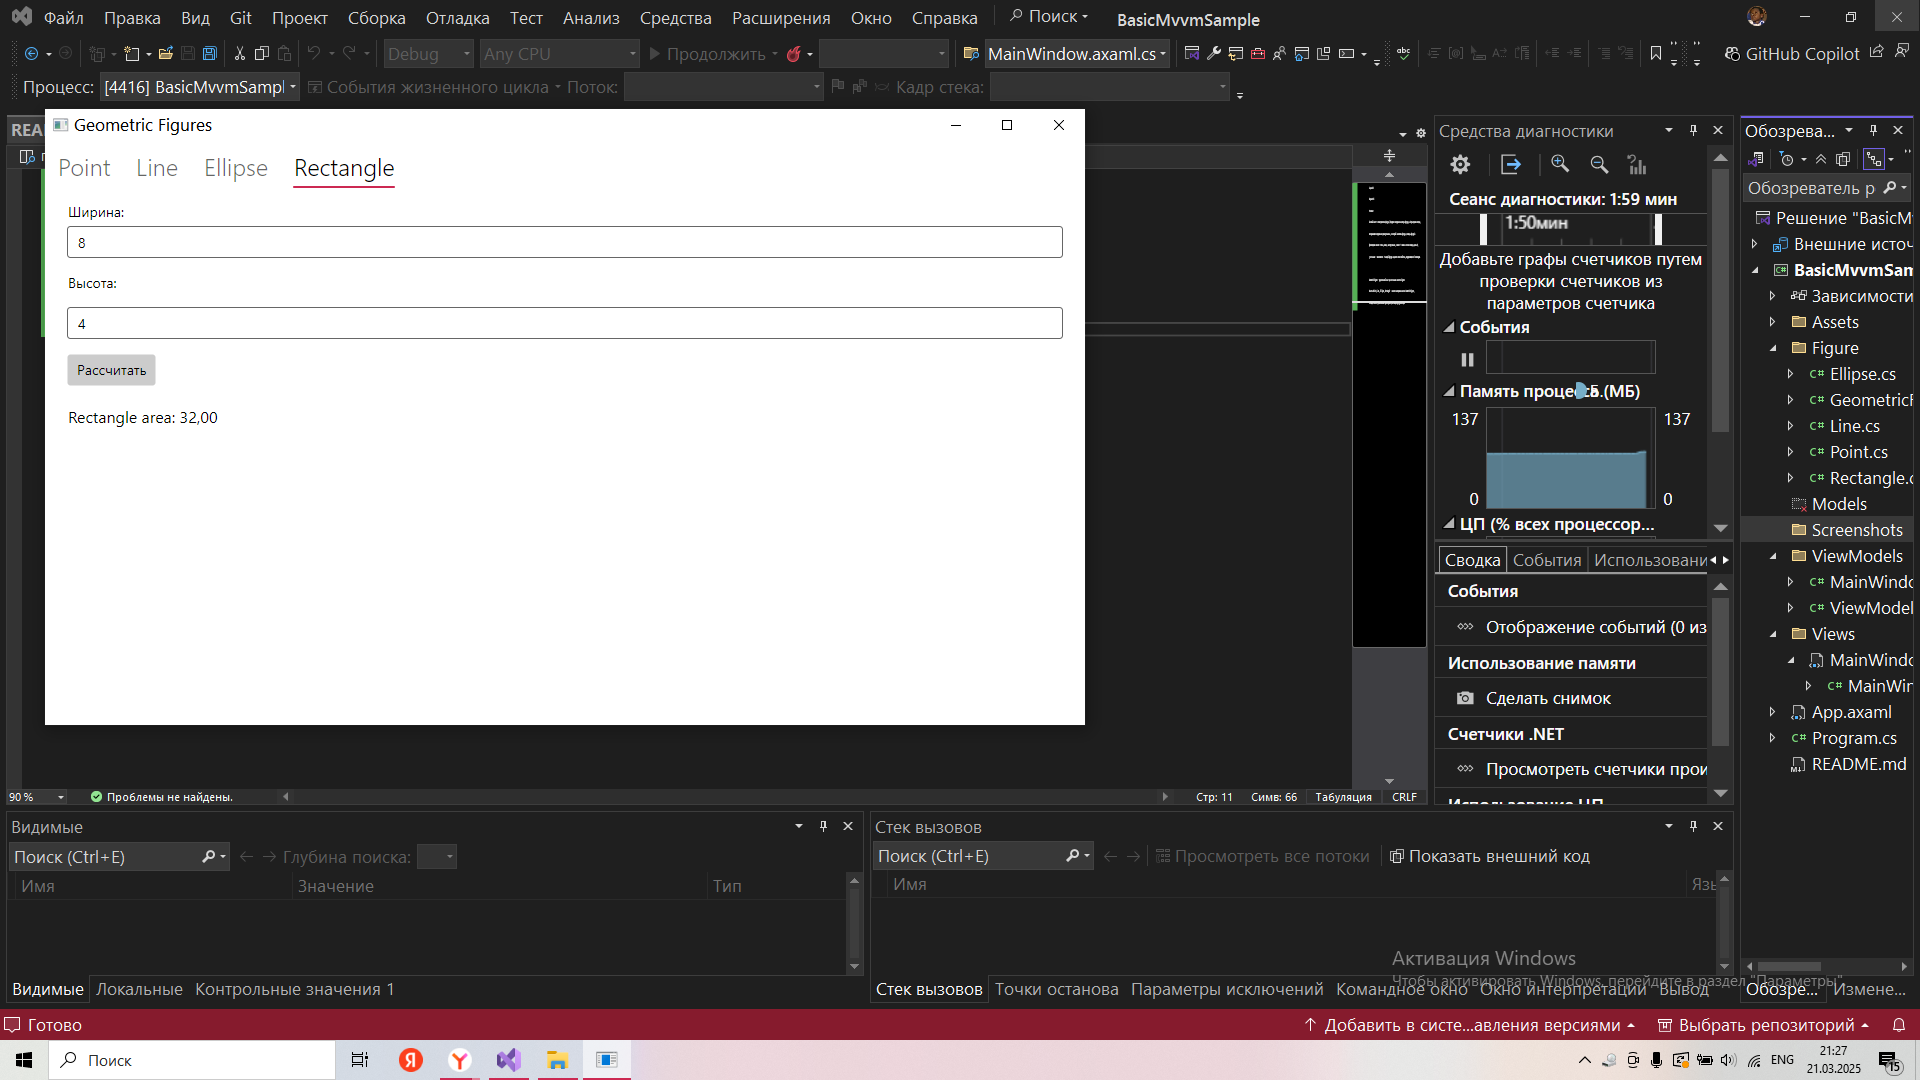 Файл Правка Вид Git Проект Сборка Отладка Тест Анализ Средства Расширения Окно Справка Поиск BasicMvvmSample
Debug Any CPU Продолжить MainWindow.axaml.cs GitHub Copilot
Процесс: [4416] BasicMvvmSampl События жизненного цикла Поток: Кадр стека:
REA
Geometric Figures
Point Line Ellipse Rectangle
Ширина:
8
Высота:
4
Рассчитать
Rectangle area: 32,00
90 % Проблемы не найдены. Стр: 11 Симв: 66 Табуляция CRLF
Средства диагностики
Сеанс диагностики: 1:59 мин
1:50мин
Добавьте графы счетчиков путем
проверки счетчиков из
параметров счетчика
События
Память процесса (МБ)
137 137
0 0
ЦП (% всех процессор...
Сводка События Использовани
События
Отображение событий (0 из
Использование памяти
Сделать снимок
Счетчики .NET
Просмотреть счетчики прои
Использование ЦП
Обозрева...
Обозреватель р
Решение "BasicM
Внешние источ
BasicMvvmSam
Зависимости
Assets
Figure
Ellipse.cs
GeometricF
Line.cs
Point.cs
Rectangle.c
Models
Screenshots
ViewModels
MainWindo
ViewModel
Views
MainWindo
MainWin
App.axaml
Program.cs
README.md
Обозре... Измене...
Видимые
Поиск (Ctrl+E) Глубина поиска:
Имя Значение Тип
Видимые Локальные Контрольные значения 1
Стек вызовов
Поиск (Ctrl+E) Просмотреть все потоки Показать внешний код
Имя Язы
Стек вызовов Точки останова Параметры исключений Командное окно Окно интерпретации Вывод
Активация Windows
Чтобы активировать Windows, перейдите в раздел "Параметры".
Готово Добавить в систе...авления версиями Выбрать репозиторий
Поиск ENG 21:27
21.03.2025 15